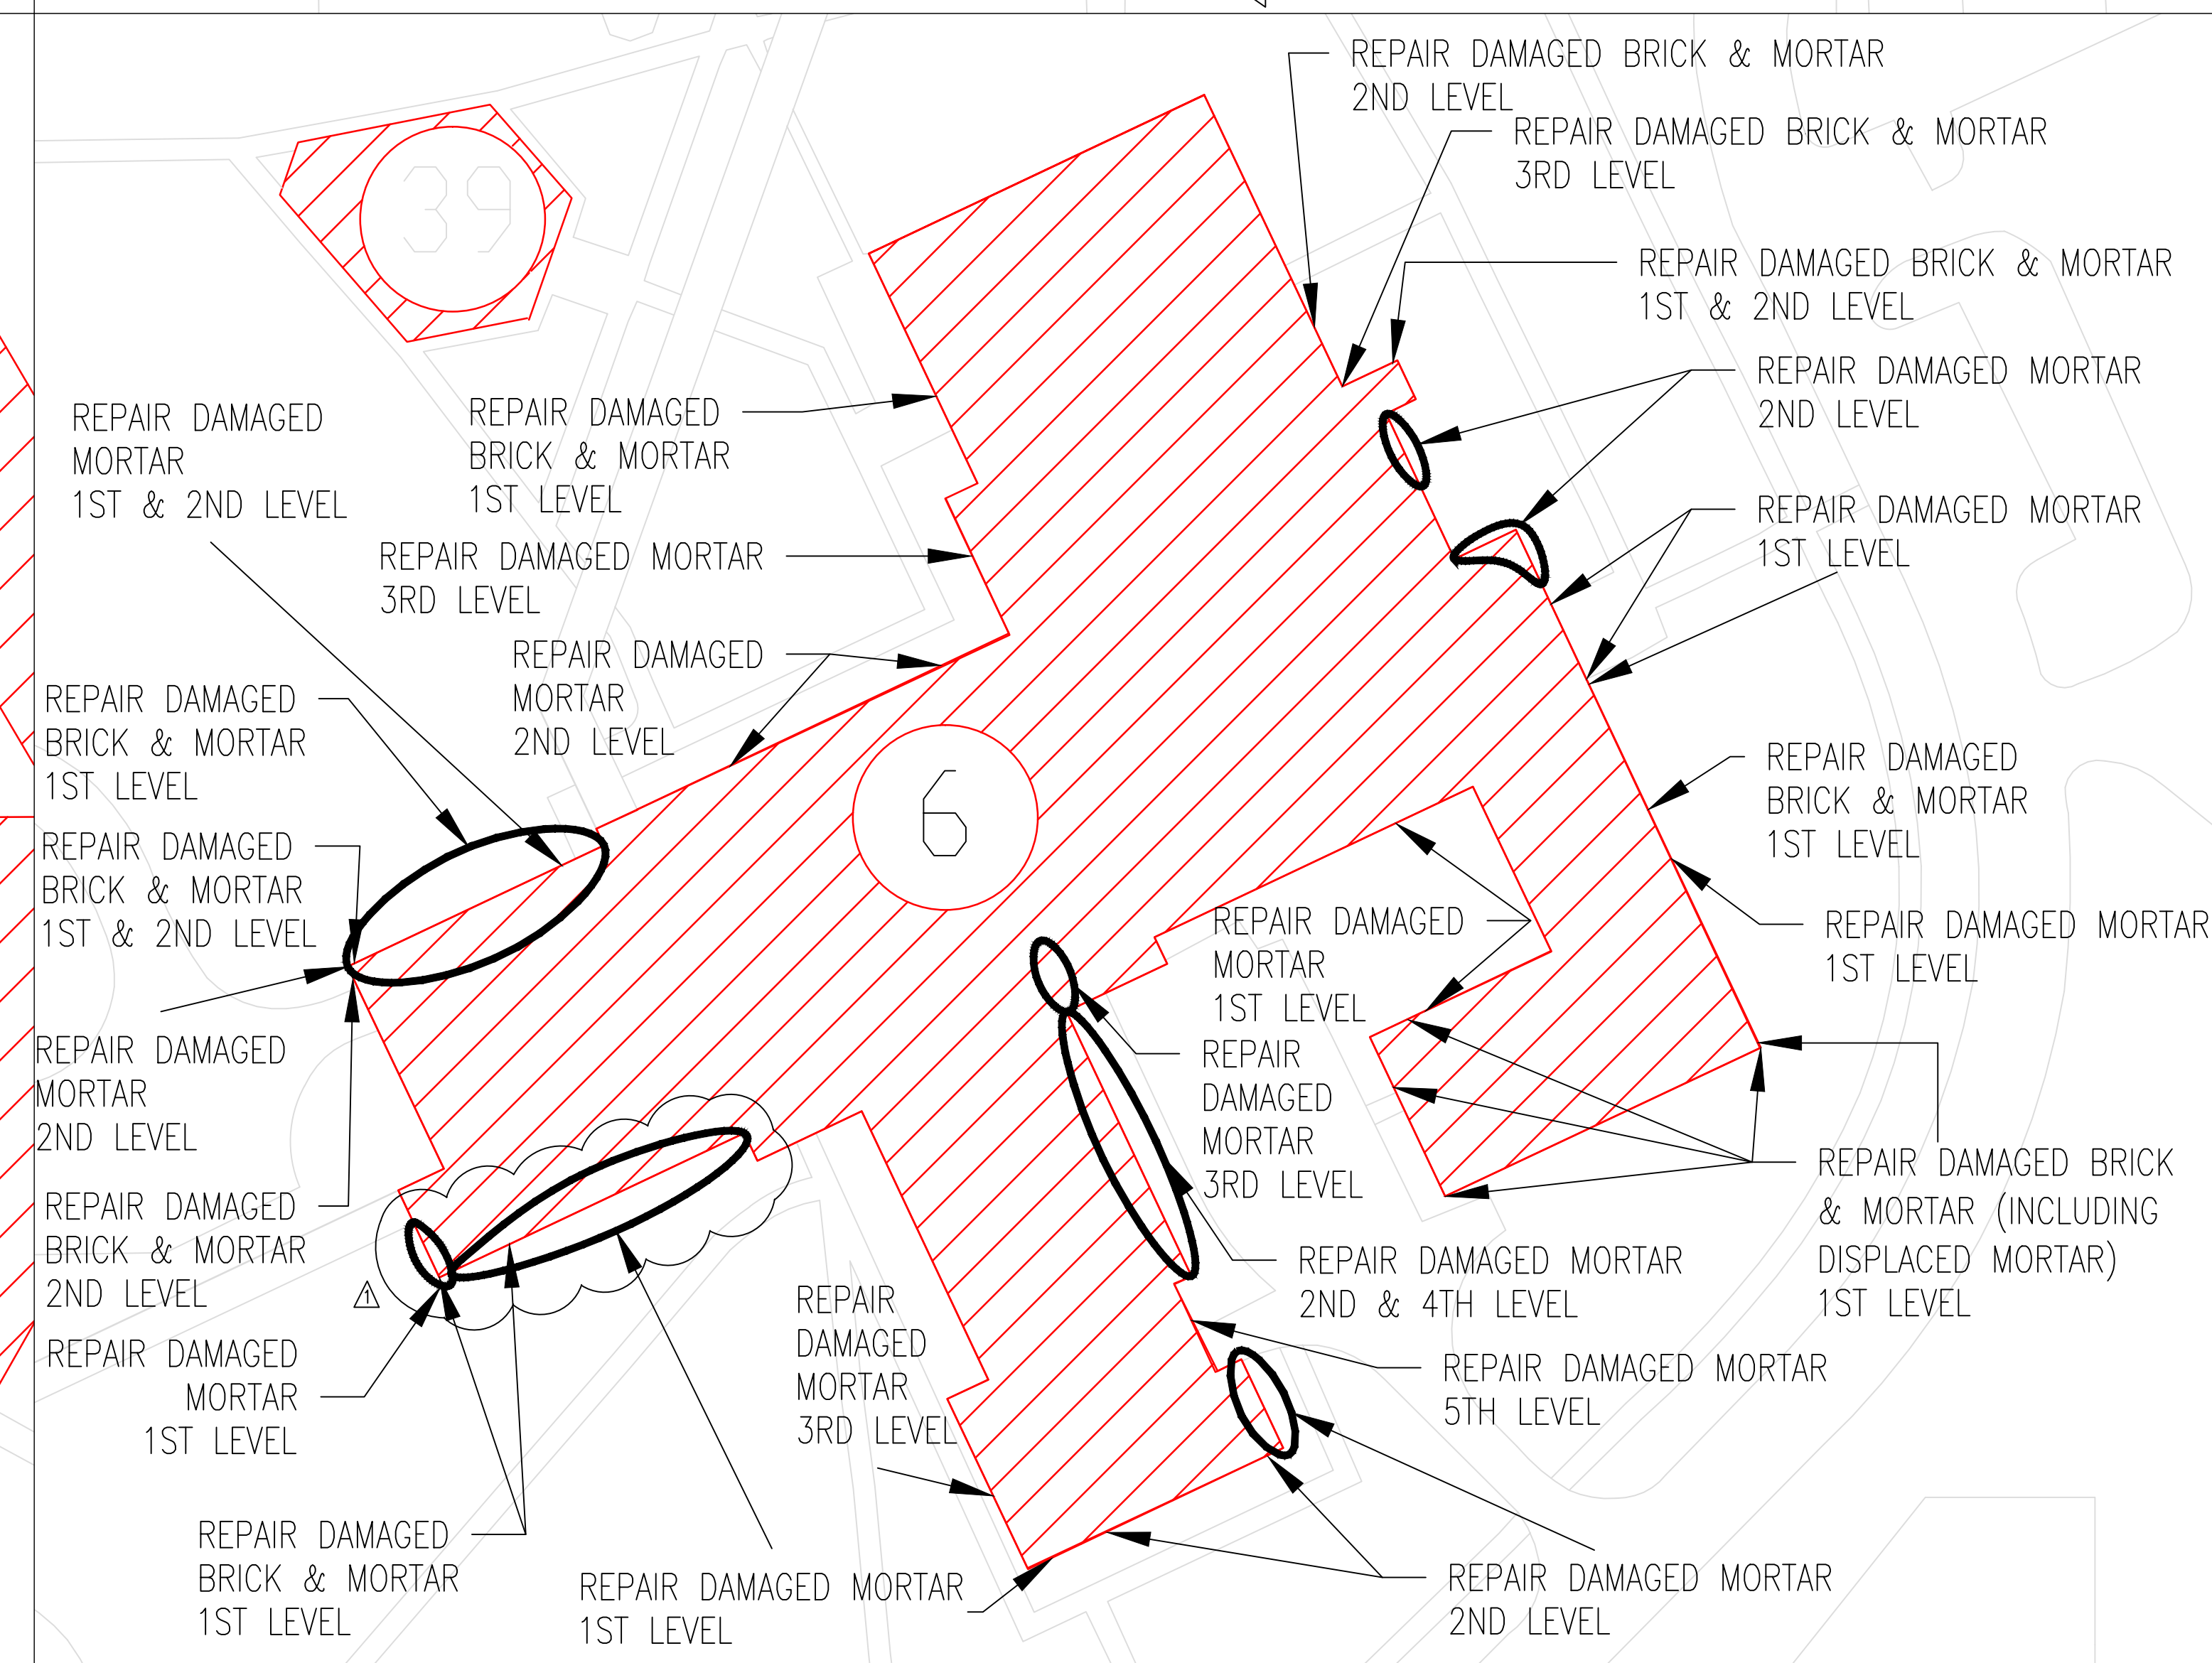 REPAIR DAMAGED BRICK & MORTAR
2ND LEVEL
REPAIR DAMAGED BRICK & MORTAR
3RD LEVEL
39
REPAIR DAMAGED BRICK & MORTAR
1ST & 2ND LEVEL
REPAIR DAMAGED MORTAR
2ND LEVEL
REPAIR DAMAGED
MORTAR
1ST & 2ND LEVEL
REPAIR DAMAGED
BRICK & MORTAR
1ST LEVEL
REPAIR DAMAGED MORTAR
1ST LEVEL
REPAIR DAMAGED MORTAR
3RD LEVEL
REPAIR DAMAGED
MORTAR
2ND LEVEL
REPAIR DAMAGED
BRICK & MORTAR
1ST LEVEL
6
REPAIR DAMAGED
BRICK & MORTAR
1ST LEVEL
REPAIR DAMAGED
BRICK & MORTAR
1ST & 2ND LEVEL
REPAIR DAMAGED
MORTAR
1ST LEVEL
REPAIR DAMAGED MORTAR
1ST LEVEL
REPAIR DAMAGED
MORTAR
2ND LEVEL
REPAIR
DAMAGED
MORTAR
3RD LEVEL
REPAIR DAMAGED BRICK
& MORTAR (INCLUDING
DISPLACED MORTAR)
1ST LEVEL
REPAIR DAMAGED
BRICK & MORTAR
2ND LEVEL
1
REPAIR DAMAGED MORTAR
2ND & 4TH LEVEL
REPAIR
DAMAGED
MORTAR
3RD LEVEL
REPAIR DAMAGED
MORTAR
1ST LEVEL
REPAIR DAMAGED MORTAR
5TH LEVEL
REPAIR DAMAGED
BRICK & MORTAR
1ST LEVEL
REPAIR DAMAGED MORTAR
1ST LEVEL
REPAIR DAMAGED MORTAR
2ND LEVEL